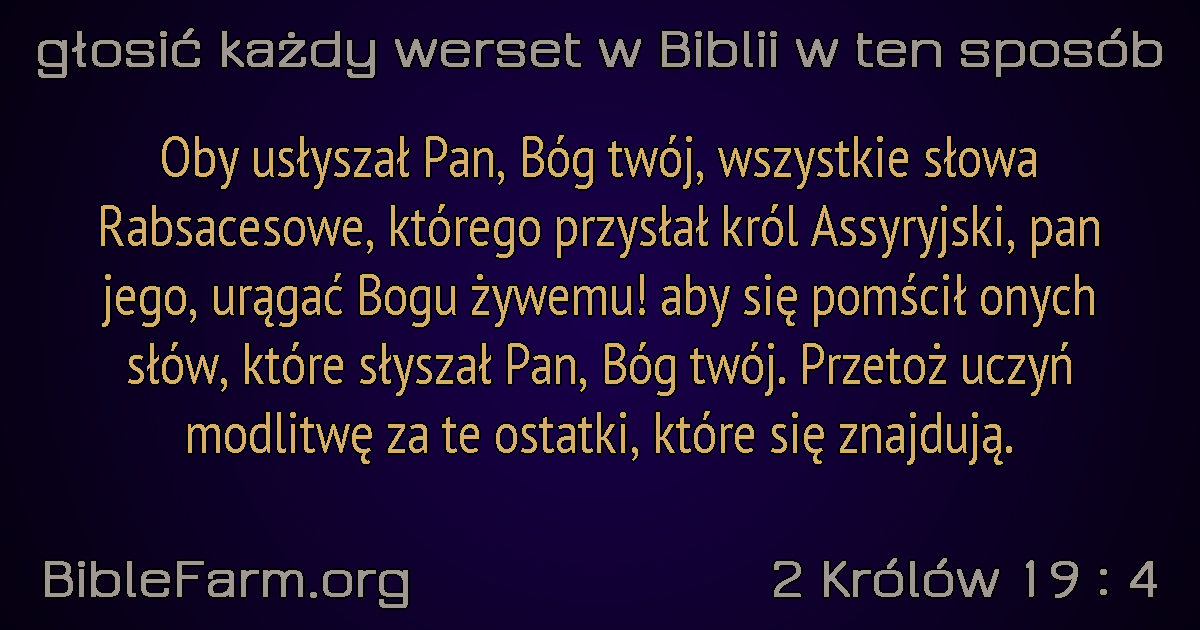 głosić każdy werset w Biblii w ten sposób
Oby usłyszał Pan, Bóg twój, wszystkie słowa
Rabsacesowe, którego przysłał król Assyryjski, pan
jego, urągać Bogu żywemu! aby się pomścił onych
słów, które słyszał Pan, Bóg twój. Przetoż uczyń
modlitwę za te ostatki, które się znajdują.
BibleFarm.org
2 Królów 19 : 4